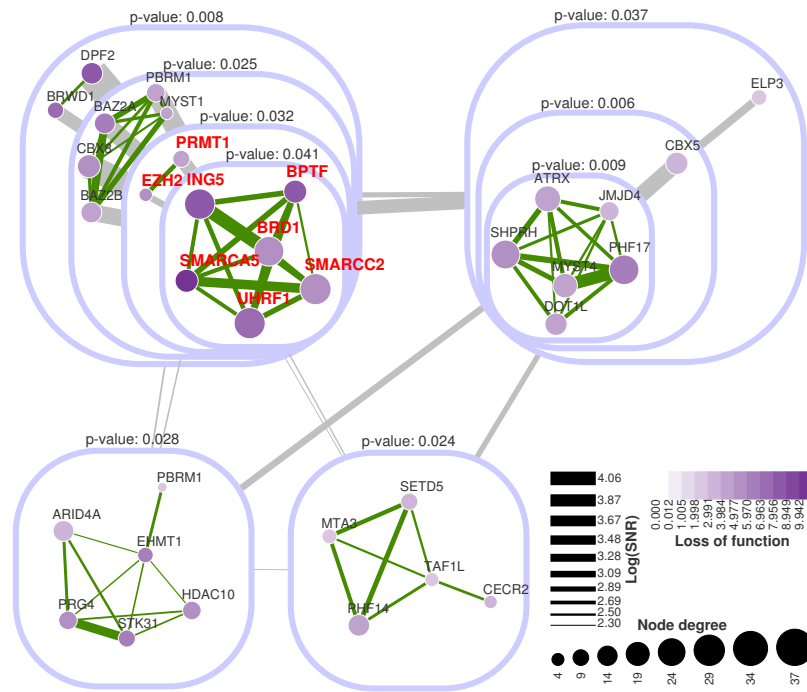 p-value: 0.008
p-value: 0.037
DPF2
p-value: 0.025
PBRM1
BRWD1
MYST1
BAZ2A
ELP3
p-value: 0.032
p-value: 0.006
PRMT1
CBX5
CBX8
p-value: 0.041
p-value: 0.009
EZH2
ING5
BPTF
ATRX
JMJD4
BAZ2B
BRD1
SHPRH
PHF17
SMARCA5
SMARCC2
MYST4
UHRF1
DOT1L
p-value: 0.028
p-value: 0.024
PBRM1
SETD5
ARID4A
MTA3
EHMT1
TAF1L
CECR2
PRG4
HDAC10
PHF14
STK31
4.06
3.87
3.67
3.48
3.28
3.09
2.89
2.69
2.50
2.30
Log(SNR)
0.000
0.012
1.005
1.998
2.991
3.984
4.977
5.970
6.963
7.956
8.949
9.942
Loss of function
Node degree
4
9
14
19
24
29
34
37